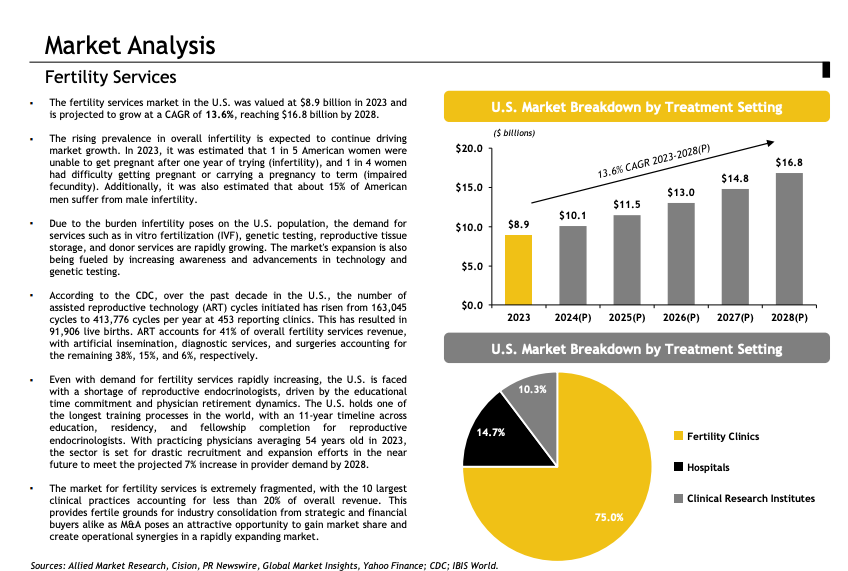 Market Analysis
Fertility Services
▪ The fertility services market in the U.S. was valued at $8.9 billion in 2023 and
is projected to grow at a CAGR of 13.6%, reaching $16.8 billion by 2028.
▪ The rising prevalence in overall infertility is expected to continue driving
market growth. In 2023, it was estimated that 1 in 5 American women were
unable to get pregnant after one year of trying (infertility), and 1 in 4 women
had difficulty getting pregnant or carrying a pregnancy to term (impaired
fecundity). Additionally, it was also estimated that about 15% of American
men suffer from male infertility.
▪ Due to the burden infertility poses on the U.S. population, the demand for
services such as in vitro fertilization (IVF), genetic testing, reproductive tissue
storage, and donor services are rapidly growing. The market's expansion is also
being fueled by increasing awareness and advancements in technology and
genetic testing.
▪ According to the CDC, over the past decade in the U.S., the number of
assisted reproductive technology (ART) cycles initiated has risen from 163,045
cycles to 413,776 cycles per year at 453 reporting clinics. This has resulted in
91,906 live births. ART accounts for 41% of overall fertility services revenue,
with artificial insemination, diagnostic services, and surgeries accounting for
the remaining 38%, 15%, and 6%, respectively.
▪ Even with demand for fertility services rapidly increasing, the U.S. is faced
with a shortage of reproductive endocrinologists, driven by the educational
time commitment and physician retirement dynamics. The U.S. holds one of
the longest training processes in the world, with an 11-year timeline across
education, residency, and fellowship completion for reproductive
endocrinologists. With practicing physicians averaging 54 years old in 2023,
the sector is set for drastic recruitment and expansion efforts in the near
future to meet the projected 7% increase in provider demand by 2028.
▪ The market for fertility services is extremely fragmented, with the 10 largest
clinical practices accounting for less than 20% of overall revenue. This
provides fertile grounds for industry consolidation from strategic and financial
buyers alike as M&A poses an attractive opportunity to gain market share and
create operational synergies in a rapidly expanding market.
U.S. Market Breakdown by Treatment Setting
($ billions)
13.6% CAGR 2023-2028(P)
$20.0
$15.0
$10.0
$5.0
$0.0
$8.9
$10.1
$11.5
$13.0
$14.8
$16.8
2023
2024(P)
2025(P)
2026(P)
2027(P)
2028(P)
U.S. Market Breakdown by Treatment Setting
10.3%
14.7%
75.0%
Fertility Clinics
Hospitals
Clinical Research Institutes
Sources: Allied Market Research, Cision, PR Newswire, Global Market Insights, Yahoo Finance; CDC; IBIS World.